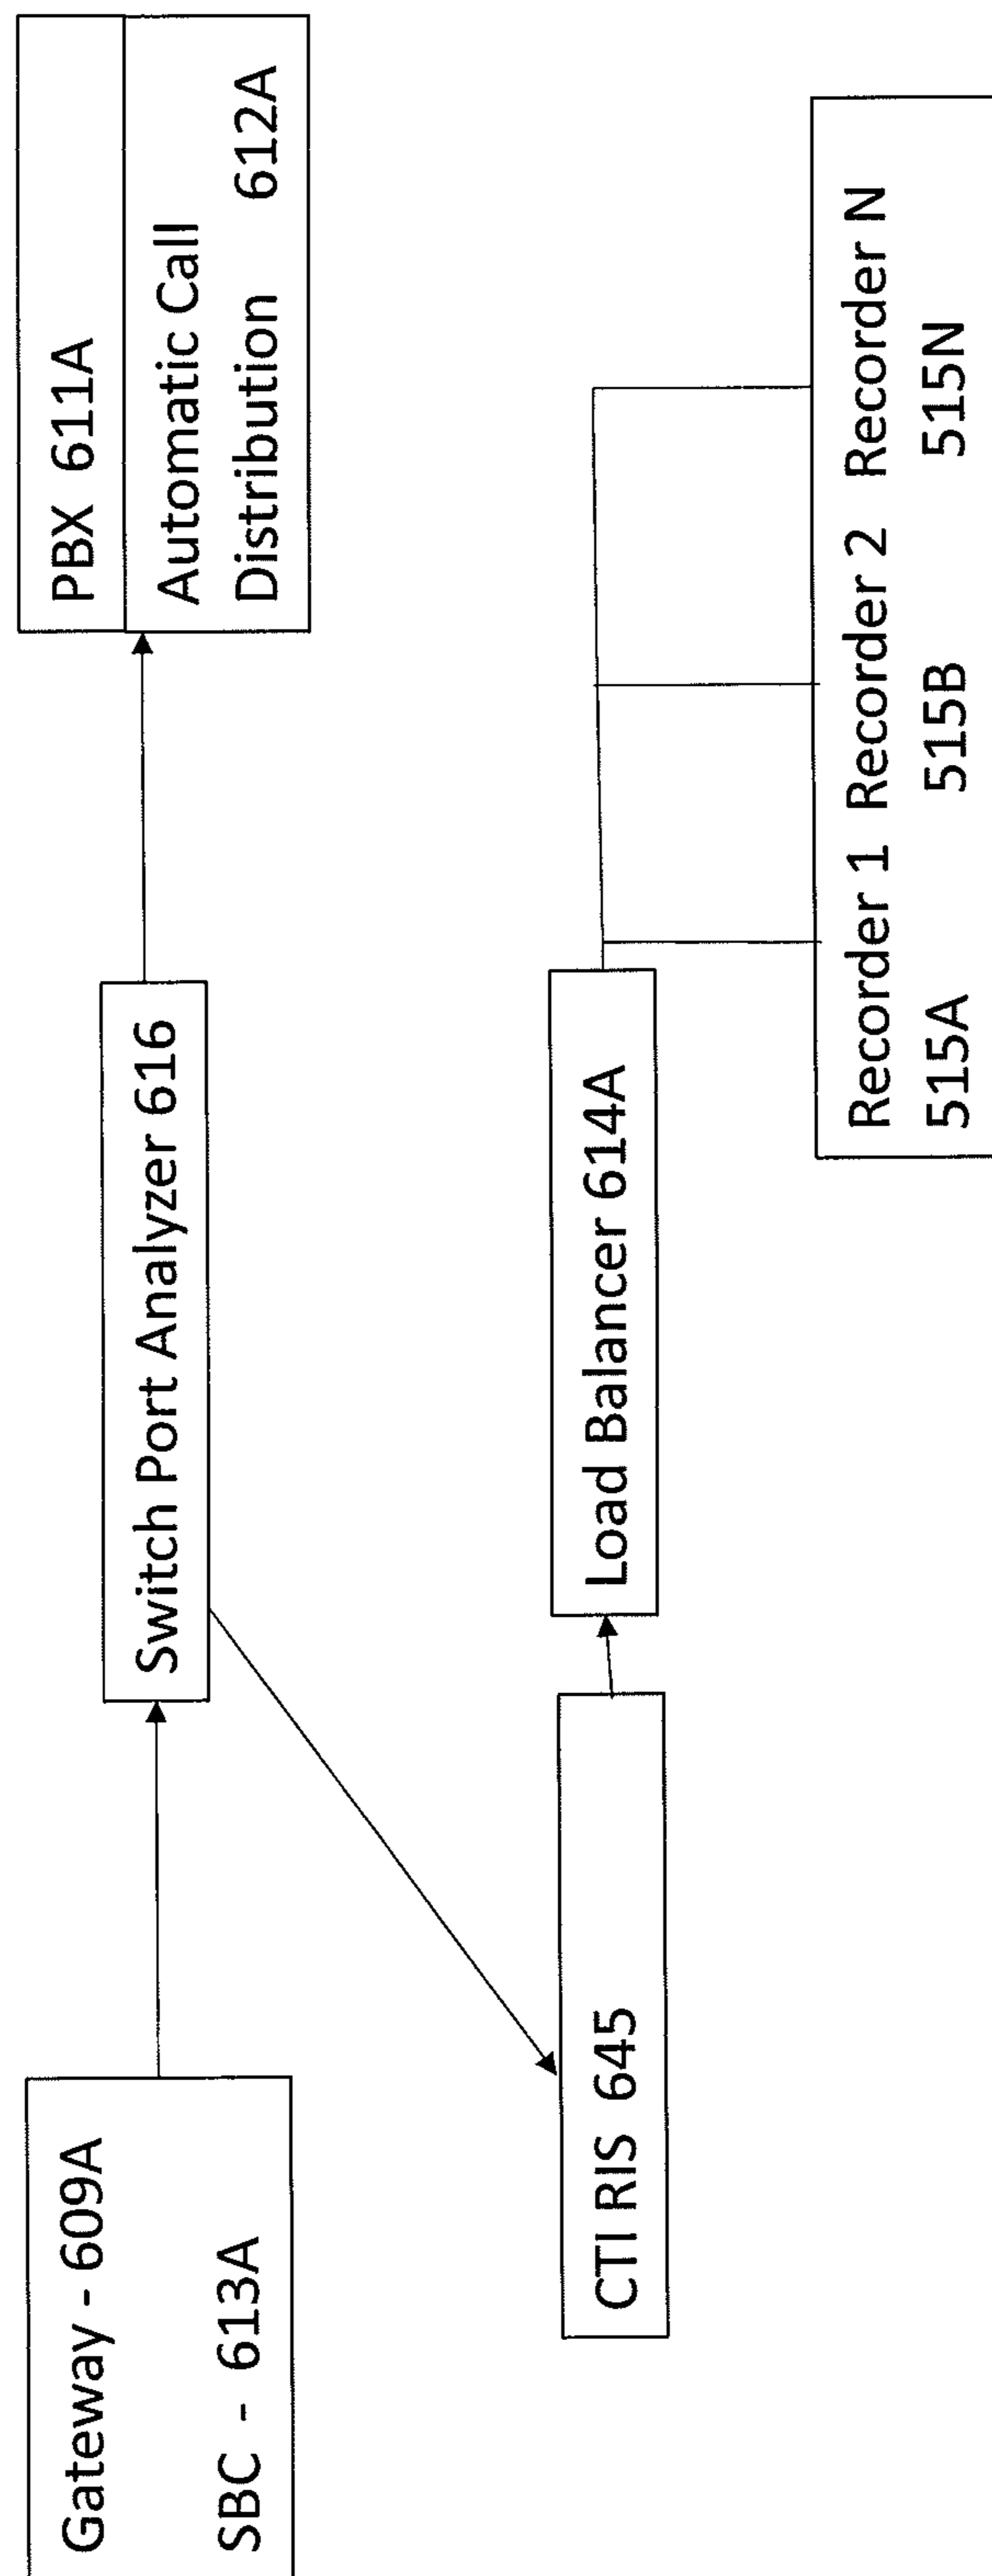 Gateway - 609A
SBC - 613A
Switch Port Analyzer 616
PBX 611A
Automatic Call
Distribution 612A
CTI RIS 645
Load Balancer 614A
Recorder 1 Recorder 2 Recorder N
515A 515B 515N